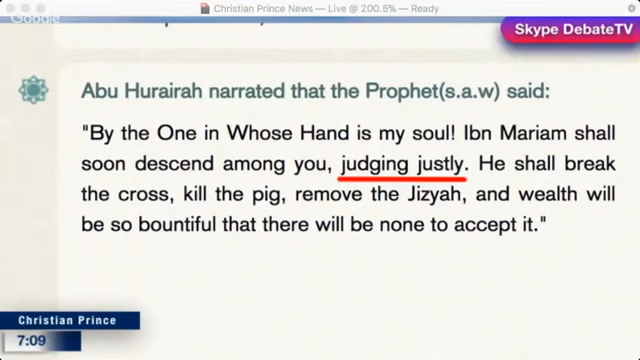 Christian Prince News — Live @ 200.5% — Ready
Google
Skype DebateTV
Abu Hurairah narrated that the Prophet(s.a.w) said:
"By the One in Whose Hand is my soul! Ibn Mariam shall
soon descend among you, judging justly. He shall break
the cross, kill the pig, remove the Jizyah, and wealth will
be so bountiful that there will be none to accept it."
Christian Prince
7:09